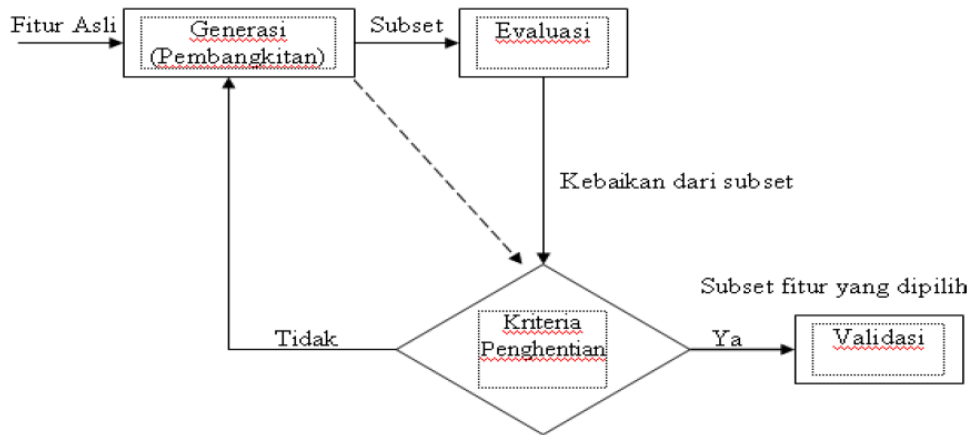 Fitur Asli
Generasi
(Pembangkitan)
Subset
Evaluasi
Kebaikan dari subset
Subset fitur yang dipilih
Kriteria
Penghentian
Tidak
Ya
Validasi